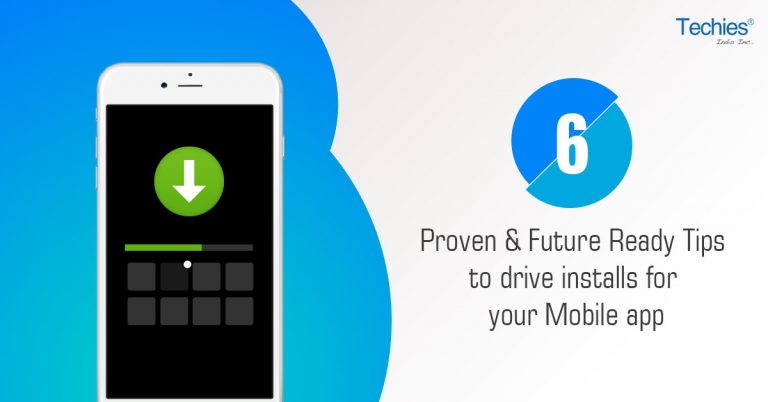 Techies®
India Inc.
6
Proven & Future Ready Tips
to drive installs for
your Mobile app